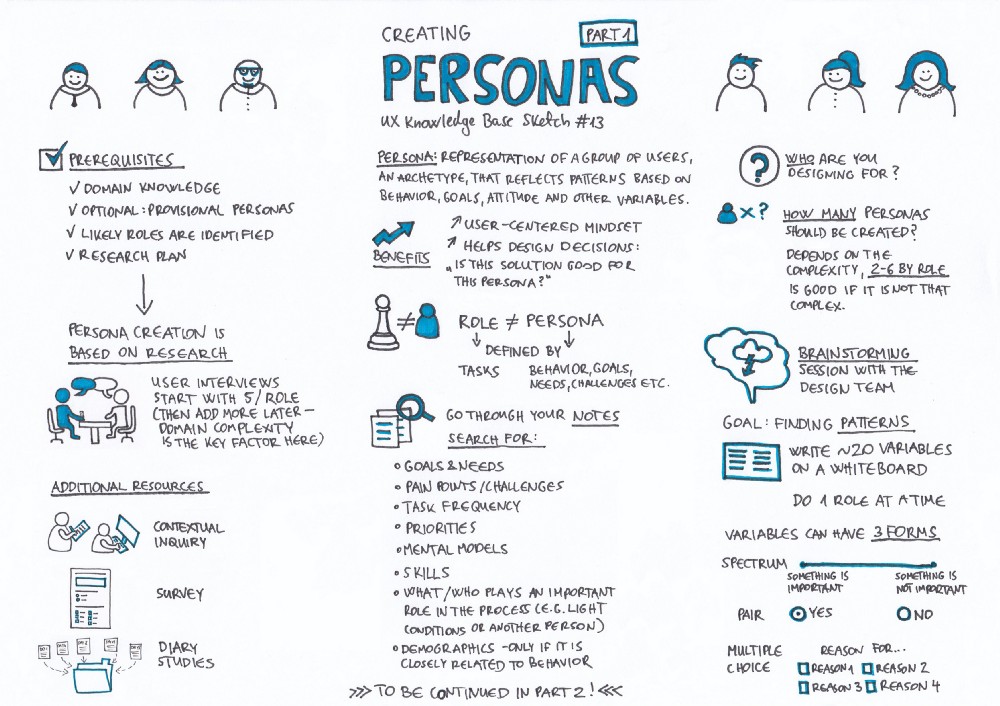 CREATING
PART 1
PERSONAS
UX Knowledge Base Sketch #13
PREREQUISITES
√ DOMAIN KNOWLEDGE
√ OPTIONAL: PROVISIONAL PERSONAS
√ LIKELY ROLES ARE IDENTIFIED
√ RESEARCH PLAN
PERSONA CREATION IS
BASED ON RESEARCH
USER INTERVIEWS
START WITH 5/ROLE
(THEN ADD MORE LATER –
DOMAIN COMPLEXITY
IS THE KEY FACTOR HERE)
ADDITIONAL RESOURCES
CONTEXTUAL
INQUIRY
SURVEY
DIARY
STUDIES
PERSONA: REPRESENTATION OF A GROUP OF USERS,
AN ARCHETYPE, THAT REFLECTS PATTERNS BASED ON
BEHAVIOR, GOALS, ATTITUDE AND OTHER VARIABLES.
BENEFITS
↗ USER-CENTERED MINDSET
↗ HELPS DESIGN DECISIONS:
„IS THIS SOLUTION GOOD FOR
THIS PERSONA?"
≠
ROLE ≠ PERSONA
DEFINED BY
TASKS
BEHAVIOR, GOALS,
NEEDS, CHALLENGES ETC.
GO THROUGH YOUR NOTES
SEARCH FOR:
• GOALS & NEEDS
• PAIN POINTS/CHALLENGES
• TASK FREQUENCY
• PRIORITIES
• MENTAL MODELS
• SKILLS
• WHAT/WHO PLAYS AN IMPORTANT
ROLE IN THE PROCESS (E.G. LIGHT
CONDITIONS OR ANOTHER PERSON)
• DEMOGRAPHICS - ONLY IF IT IS
CLOSELY RELATED TO BEHAVIOR
>>> TO BE CONTINUED IN PART 2! <<<
?
WHO ARE YOU
DESIGNING FOR?
x?
HOW MANY PERSONAS
SHOULD BE CREATED?
DEPENDS ON THE
COMPLEXITY, 2-6 BY ROLE
IS GOOD IF IT IS NOT THAT
COMPLEX.
BRAINSTORMING
SESSION WITH THE
DESIGN TEAM
GOAL: FINDING PATTERNS
WRITE ~20 VARIABLES
ON A WHITEBOARD
DO 1 ROLE AT A TIME
VARIABLES CAN HAVE 3 FORMS
SPECTRUM
SOMETHING IS
IMPORTANT
SOMETHING IS
NOT IMPORTANT
PAIR
YES
NO
MULTIPLE
CHOICE
REASON FOR...
REASON 1
REASON 2
REASON 3
REASON 4